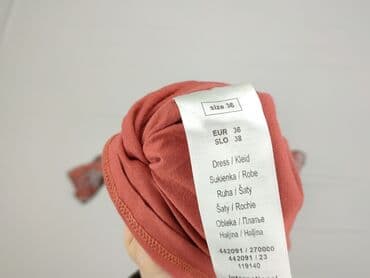 size 36
EUR 36
SLO 38
Dress / Kleid
Sukienka / Robe
Ruha / Šaty
Šaty / Rochie
Obleka / Платье
Haljina / Haljina
442091 / 270000
442091 / 23
119140